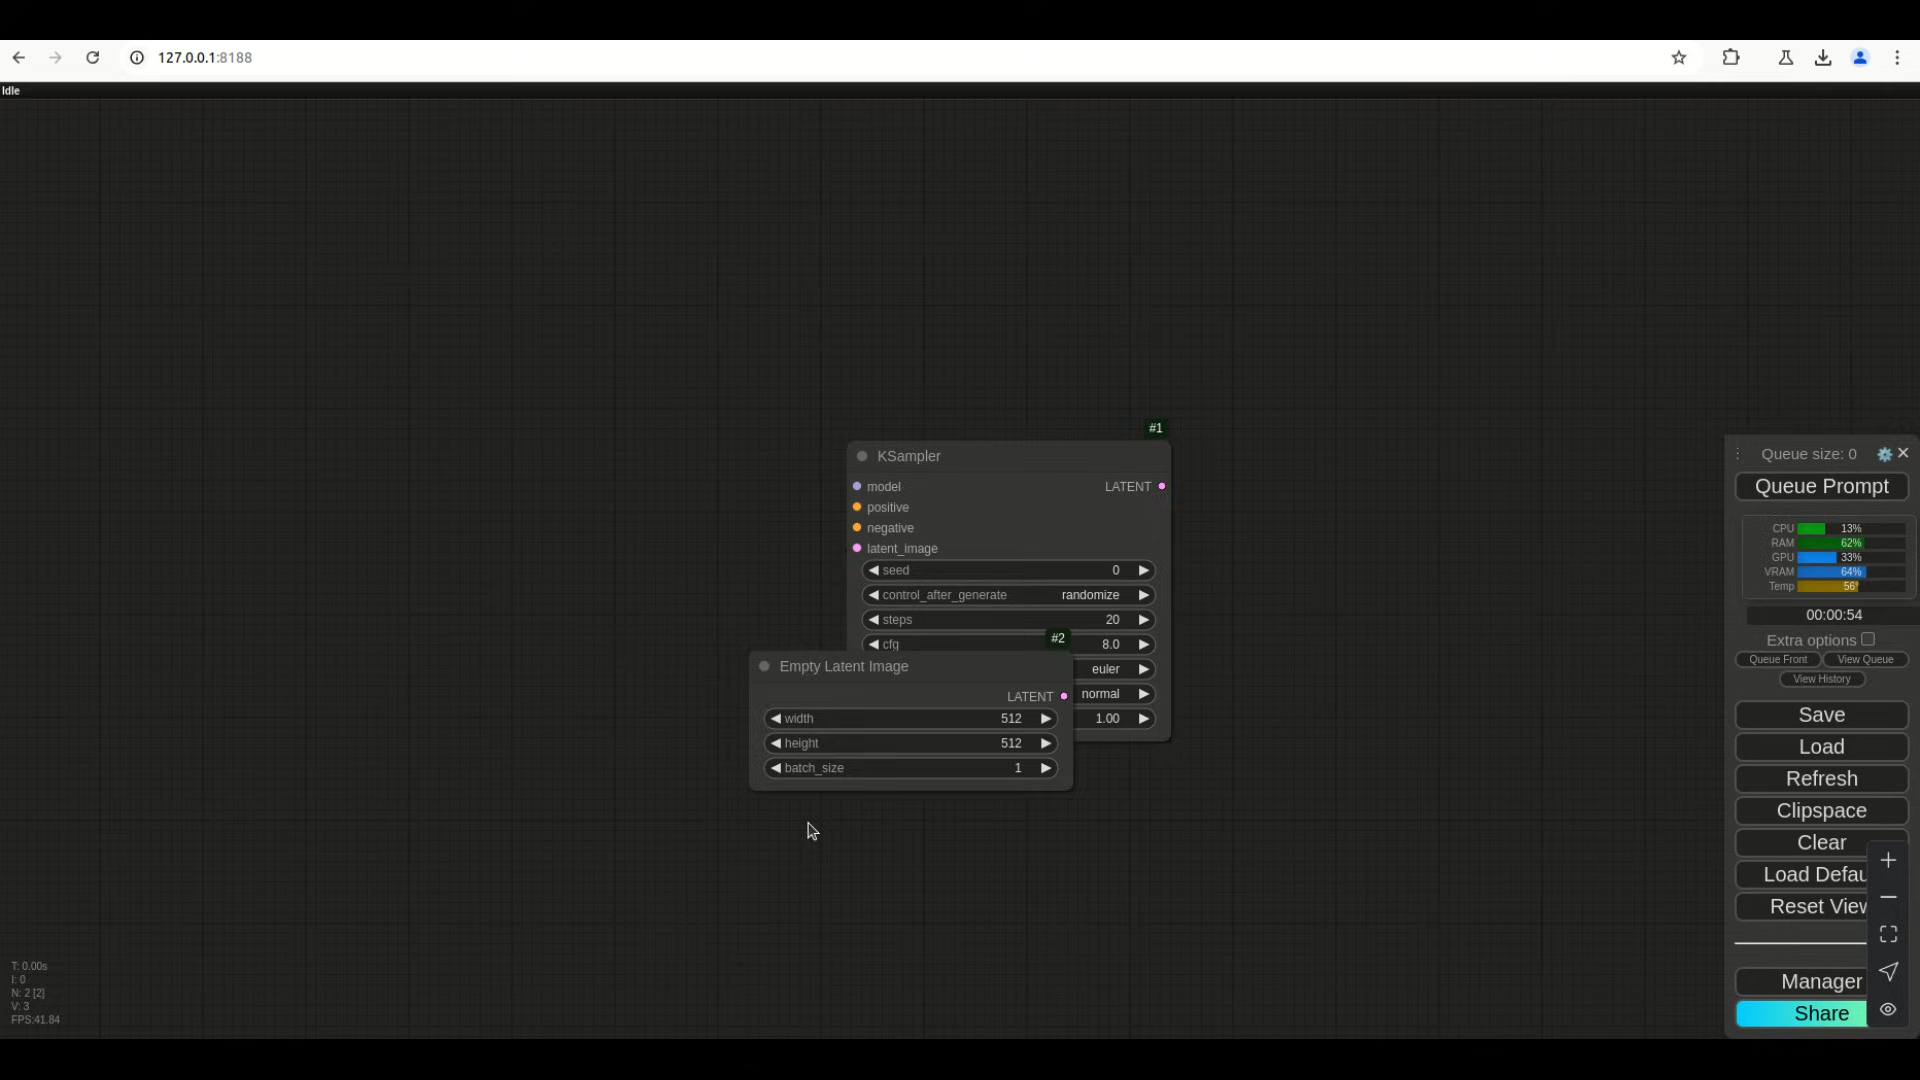 127.0.0.1:8188
Idle
#1
KSampler
model
LATENT
positive
negative
latent_image
seed 0
control_after_generate randomize
steps 20
#2
cfg 8.0
Empty Latent Image
euler
LATENT
normal
width 512
1.00
height 512
batch_size 1
Queue size: 0
Queue Prompt
CPU 13%
RAM 62%
GPU 33%
VRAM 64%
Temp 56°
00:00:54
Extra options
Queue Front View Queue
View History
Save
Load
Refresh
Clipspace
Clear
Load Defau
Reset View
Manager
Share
T: 0.00s
I: 0
N: 2 [2]
V: 3
FPS:41.84